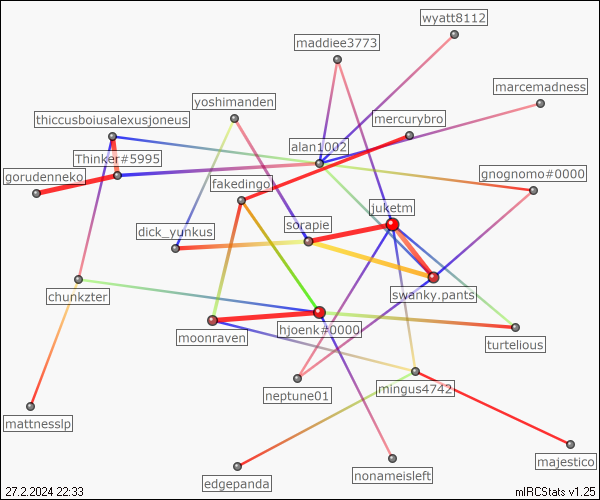 wyatt8112
maddiee3773
marcemadness
yoshimanden
thiccusboiusalexusjoneus
mercurybro
alan1002
Thinker#5995
gorudenneko
fakedingo
gnognomo#0000
juketn
sorapie
dick_yunkus
chunkzter
swanky.pants
moonraven
hjoenk#0000
turtelious
neptune01
mingus4742
mattnesslp
majestico
edgepanda
nonameisleft
27.2.2024 22:33
mIRCStats v1.25